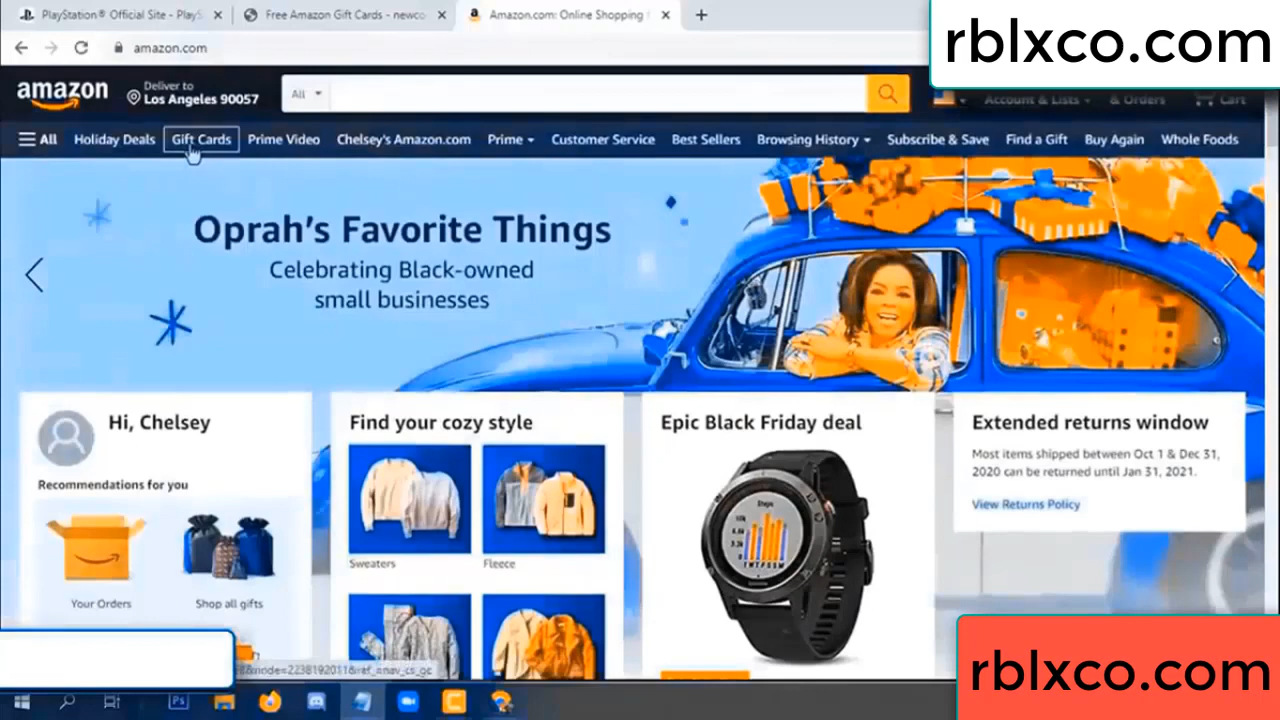 PlayStation® Official Site - PlayS
Free Amazon Gift Cards - newco
Amazon.com: Online Shopping
rblxco.com
amazon.com
amazon
Deliver to
Los Angeles 90057
All
Account & Lists
& Orders
Cart
All
Holiday Deals
Gift Cards
Prime Video
Chelsey's Amazon.com
Prime
Customer Service
Best Sellers
Browsing History
Subscribe & Save
Find a Gift
Buy Again
Whole Foods
Oprah's Favorite Things
Celebrating Black-owned
small businesses
Hi, Chelsey
Recommendations for you
Your Orders
Shop all gifts
Find your cozy style
Sweaters
Fleece
Epic Black Friday deal
Steps
Extended returns window
Most items shipped between Oct 1 & Dec 31,
2020 can be returned until Jan 31, 2021.
View Returns Policy
rblxco.com
Ps